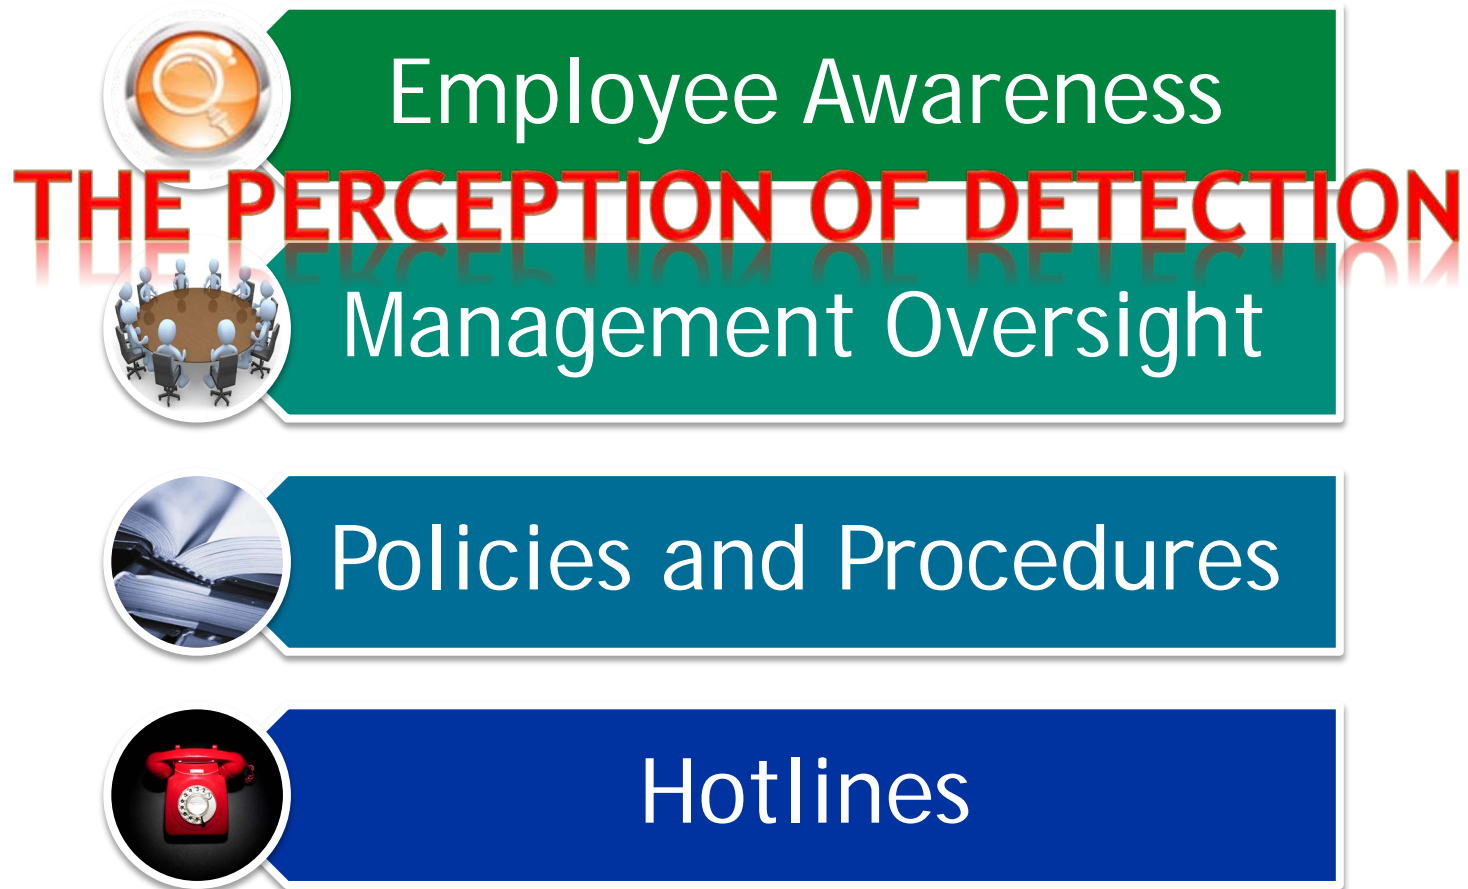 Employee Awareness
THE PERCEPTION OF DETECTION
Management Oversight
Policies and Procedures
Hotlines